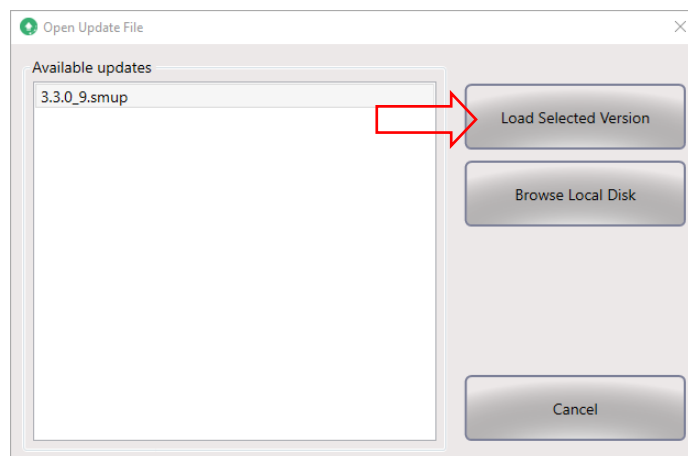 Open Update File
Available updates
3.3.0_9.smup
Load Selected Version
Browse Local Disk
Cancel